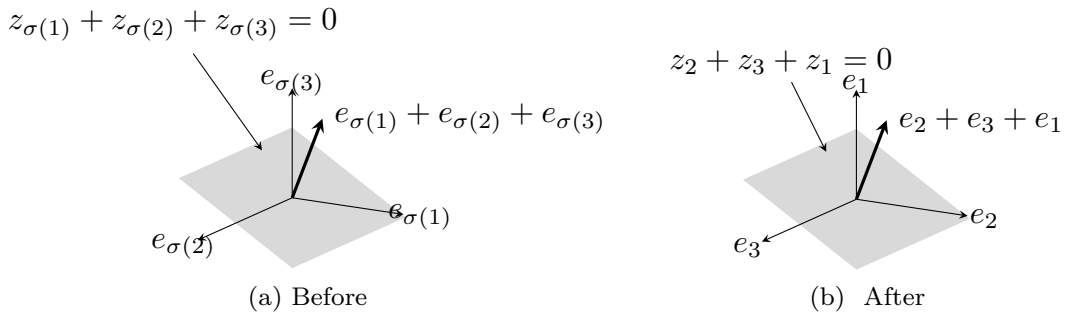 z_{σ(1)} + z_{σ(2)} + z_{σ(3)} = 0
e_{σ(3)}
e_{σ(1)} + e_{σ(2)} + e_{σ(3)}
e_{σ(1)}
e_{σ(2)}
(a) Before
z_2 + z_3 + z_1 = 0
e_1
e_2 + e_3 + e_1
e_2
e_3
(b) After